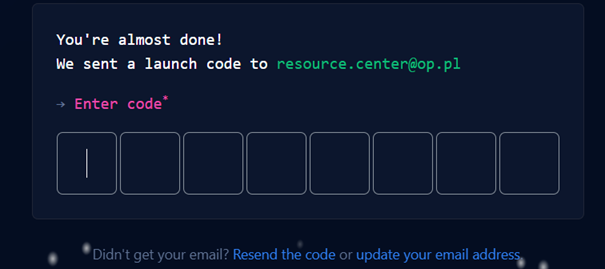 You're almost done!
We sent a launch code to resource.center@op.pl
→ Enter code*
Didn't get your email? Resend the code or update your email address.